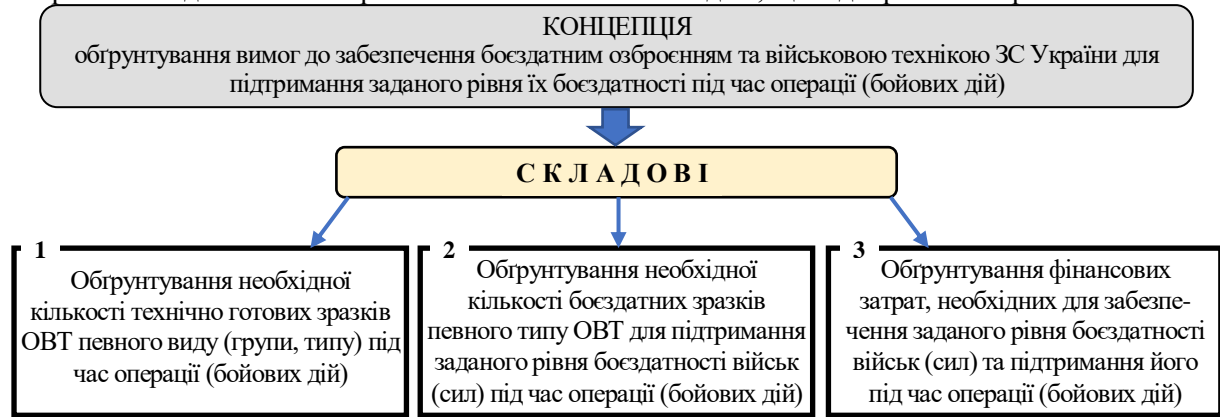 КОНЦЕПЦІЯ
обґрунтування вимог до забезпечення боєздатним озброєнням та військовою технікою ЗС України для
підтримання заданого рівня їх боєздатності під час операції (бойових дій)
С К Л А Д О В І
1
Обґрунтування необхідної
кількості технічно готових зразків
ОВТ певного виду (групи, типу) під
час операції (бойових дій)
2
Обґрунтування необхідної
кількості боєздатних зразків
певного типу ОВТ для підтримання
заданого рівня боєздатності військ
(сил) під час операції (бойових дій)
3
Обґрунтування фінансових
затрат, необхідних для забезпе-
чення заданого рівня боєздатності
військ (сил) та підтримання його
під час операції (бойових дій)